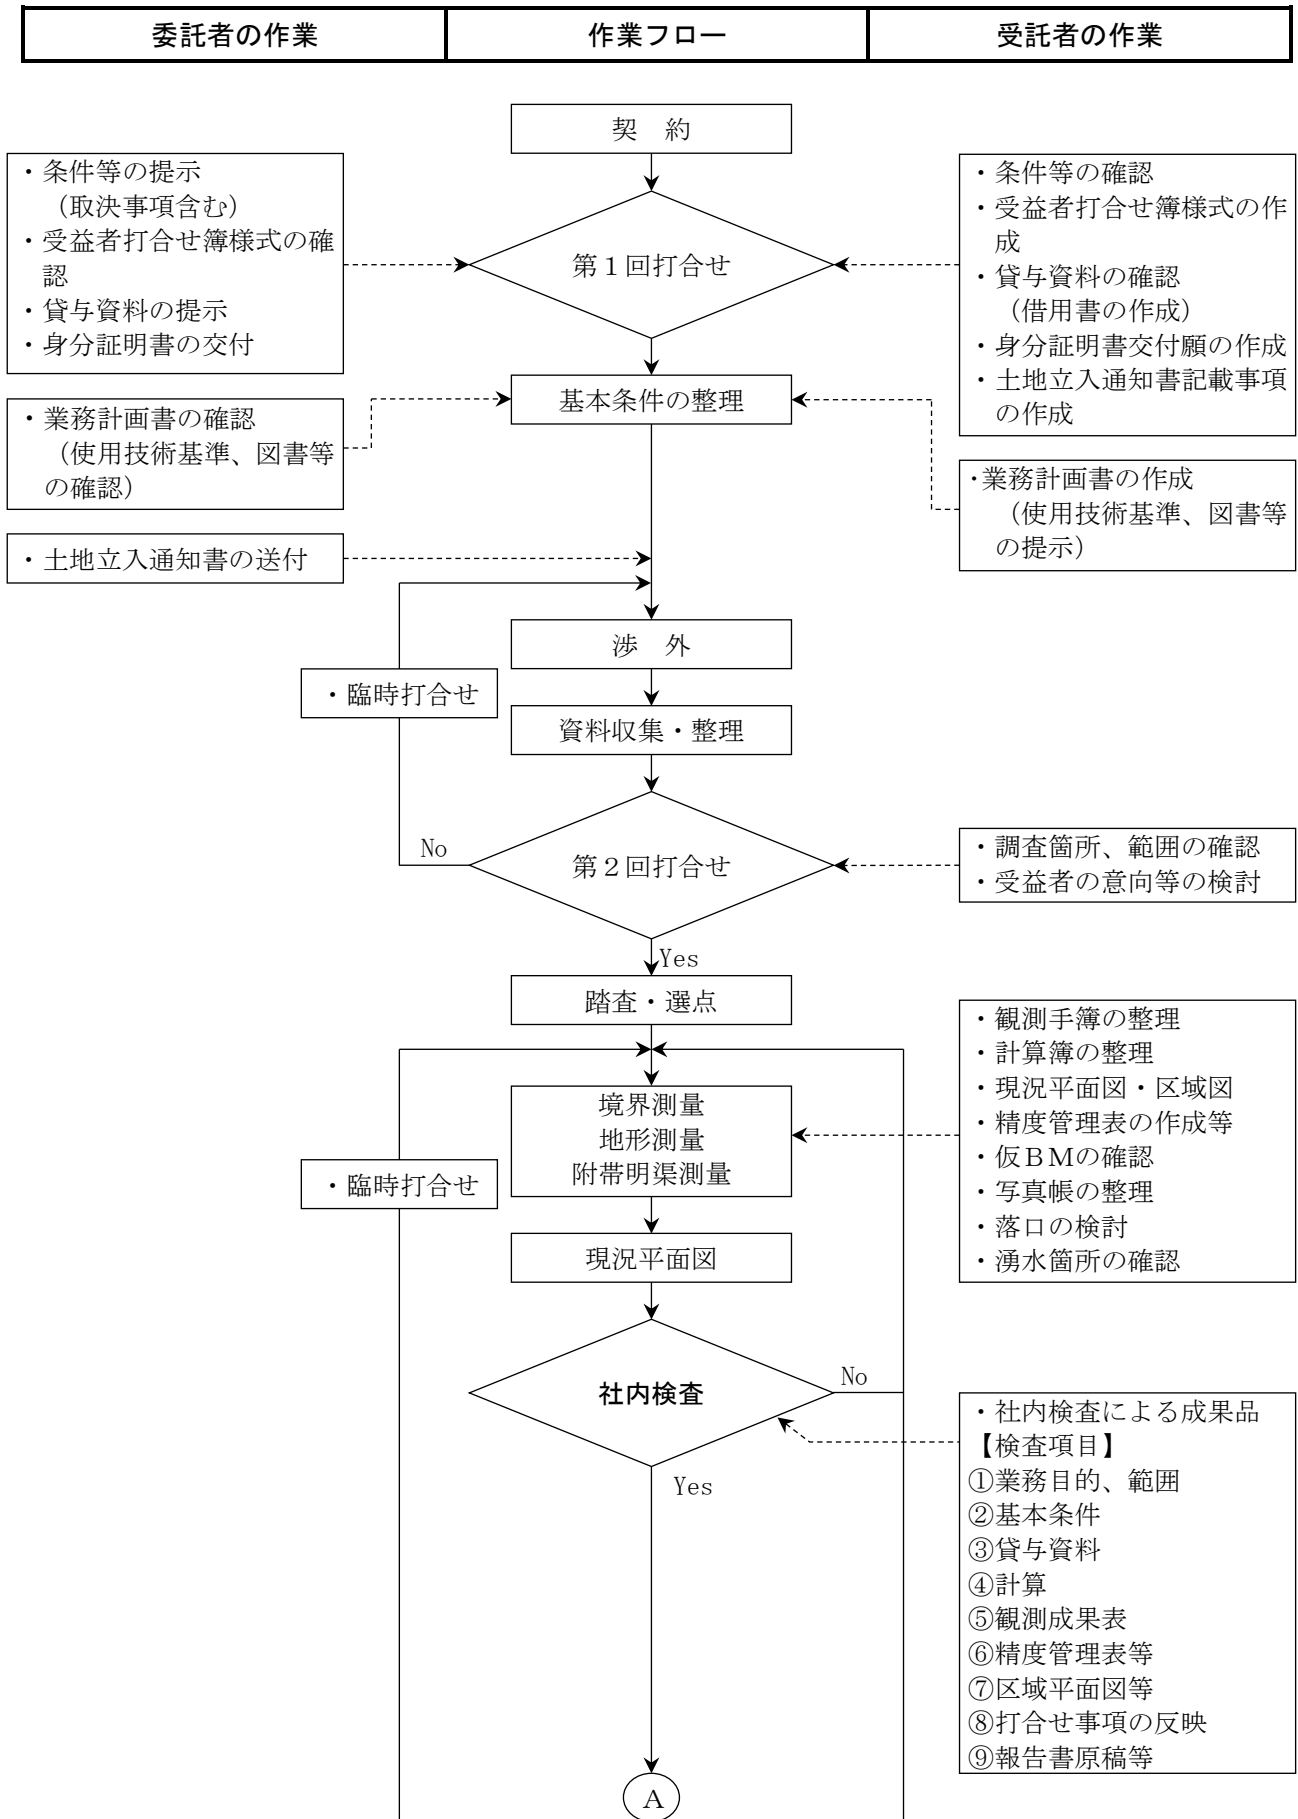 委託者の作業
作業フロー
受託者の作業
契　約
・条件等の提示
（取決事項含む）
・受益者打合せ簿様式の確
認
・貸与資料の提示
・身分証明書の交付
第１回打合せ
・条件等の確認
・受益者打合せ簿様式の作
成
・貸与資料の確認
（借用書の作成）
・身分証明書交付願の作成
・土地立入通知書記載事項
の作成
・業務計画書の確認
（使用技術基準、図書等
の確認）
基本条件の整理
・業務計画書の作成
（使用技術基準、図書等
の提示）
・土地立入通知書の送付
渉　外
・臨時打合せ
資料収集・整理
No
第２回打合せ
・調査箇所、範囲の確認
・受益者の意向等の検討
Yes
踏査・選点
・観測手簿の整理
・計算簿の整理
・現況平面図・区域図
・精度管理表の作成等
・仮ＢＭの確認
・写真帳の整理
・落口の検討
・湧水箇所の確認
境界測量
地形測量
附帯明渠測量
・臨時打合せ
現況平面図
社内検査
No
Yes
・社内検査による成果品
【検査項目】
①業務目的、範囲
②基本条件
③貸与資料
④計算
⑤観測成果表
⑥精度管理表等
⑦区域平面図等
⑧打合せ事項の反映
⑨報告書原稿等
Ａ